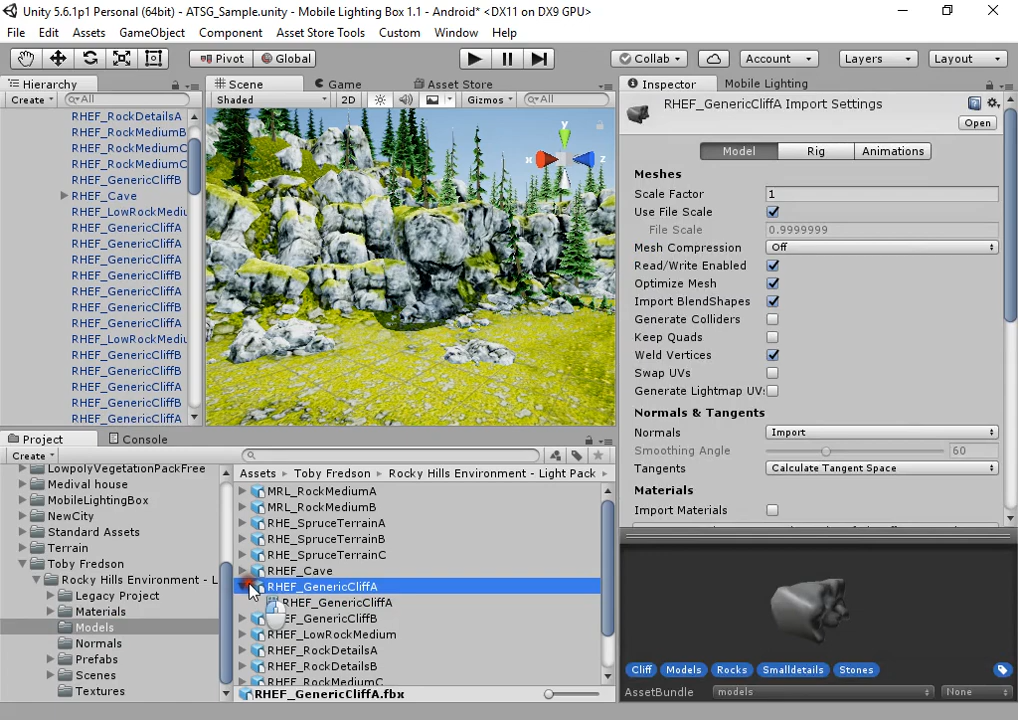 Unity 5.6.1p1 Personal (64bit) - ATSG_Sample.unity - Mobile Lighting Box 1.1 - Android* <DX11 on DX9 GPU>
File Edit Assets GameObject Component Asset Store Tools Custom Window Help
Pivot Global Collab Account Layers Layout
Hierarchy
Create All
RHEF_RockDetailsA
RHEF_RockMediumB
RHEF_RockMediumC
RHEF_RockMediumC
RHEF_GenericCliffB
RHEF_Cave
RHEF_LowRockMediu
RHEF_GenericCliffA
RHEF_GenericCliffA
RHEF_GenericCliffA
RHEF_GenericCliffB
RHEF_GenericCliffA
RHEF_GenericCliffB
RHEF_GenericCliffA
RHEF_LowRockMediu
RHEF_GenericCliffB
RHEF_GenericCliffB
RHEF_GenericCliffA
RHEF_GenericCliffB
RHEF_GenericCliffA
Scene Game Asset Store
Shaded 2D Gizmos All
y
x
z
Inspector Mobile Lighting
RHEF_GenericCliffA Import Settings
Open
Model Rig Animations
Meshes
Scale Factor 1
Use File Scale
File Scale 0.9999999
Mesh Compression Off
Read/Write Enabled
Optimize Mesh
Import BlendShapes
Generate Colliders
Keep Quads
Weld Vertices
Swap UVs
Generate Lightmap UV:
Normals & Tangents
Normals Import
Smoothing Angle 60
Tangents Calculate Tangent Space
Materials
Import Materials
Cliff Models Rocks Smalldetails Stones
AssetBundle models None
Project Console
Create
LowpolyVegetationPackFree
Medival house
MobileLightingBox
NewCity
Standard Assets
Terrain
Toby Fredson
Rocky Hills Environment - L
Legacy Project
Materials
Models
Normals
Prefabs
Scenes
Textures
Assets Toby Fredson Rocky Hills Environment - Light Pack
MRL_RockMediumA
MRL_RockMediumB
RHE_SpruceTerrainA
RHE_SpruceTerrainB
RHE_SpruceTerrainC
RHEF_Cave
RHEF_GenericCliffA
RHEF_GenericCliffA
RHEF_GenericCliffB
RHEF_LowRockMedium
RHEF_RockDetailsA
RHEF_RockDetailsB
RHEF_RockMediumC
RHEF_GenericCliffA.fbx